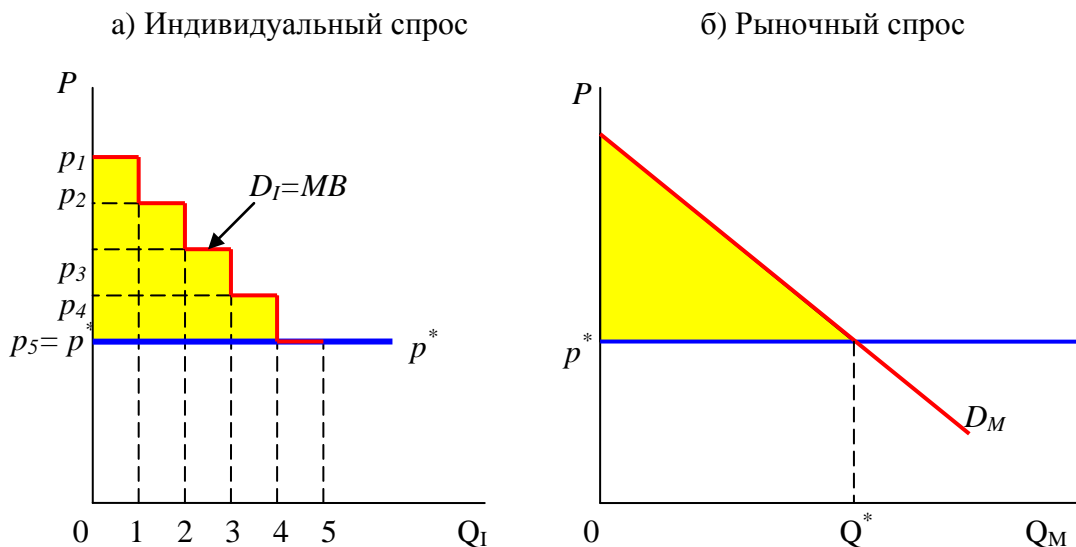 а) Индивидуальный спрос
б) Рыночный спрос
P
p1
p2
p3
p4
p5= p*
DI=MB
p*
0 1 2 3 4 5 QI
P
p*
DM
0 Q* QM